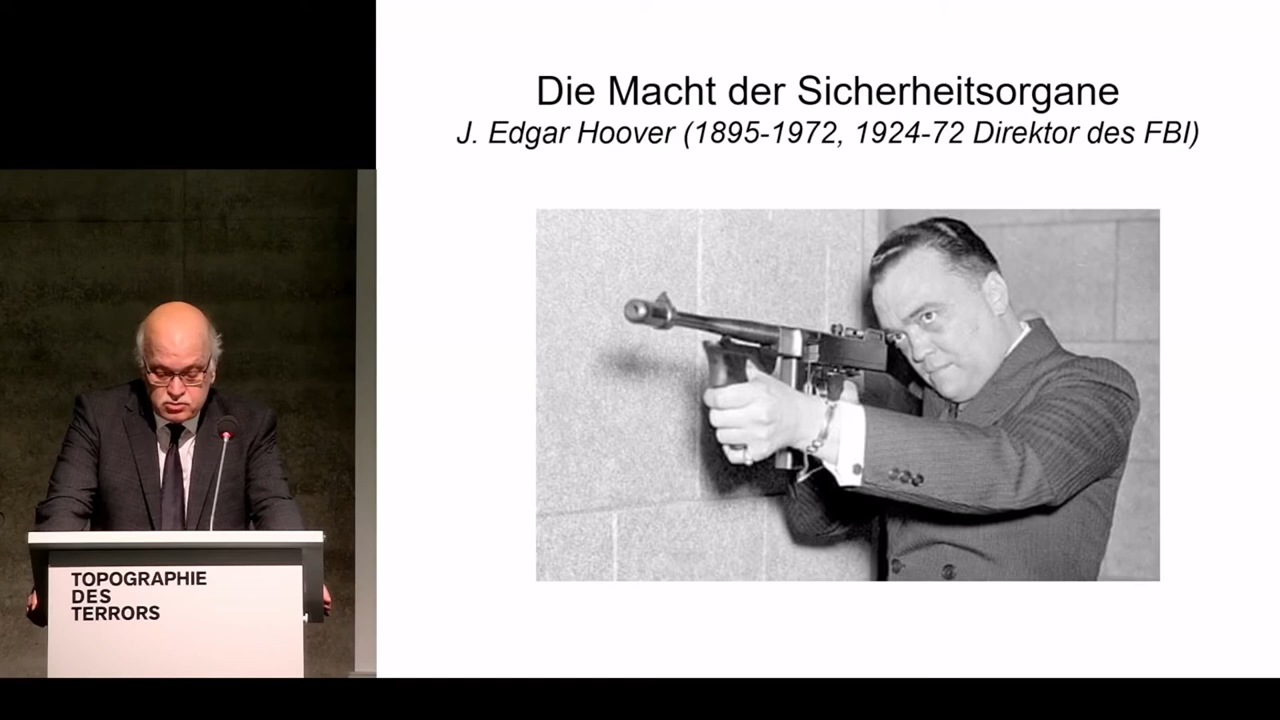 Die Macht der Sicherheitsorgane
J. Edgar Hoover (1895-1972, 1924-72 Direktor des FBI)
TOPOGRAPHIE
DES
TERRORS